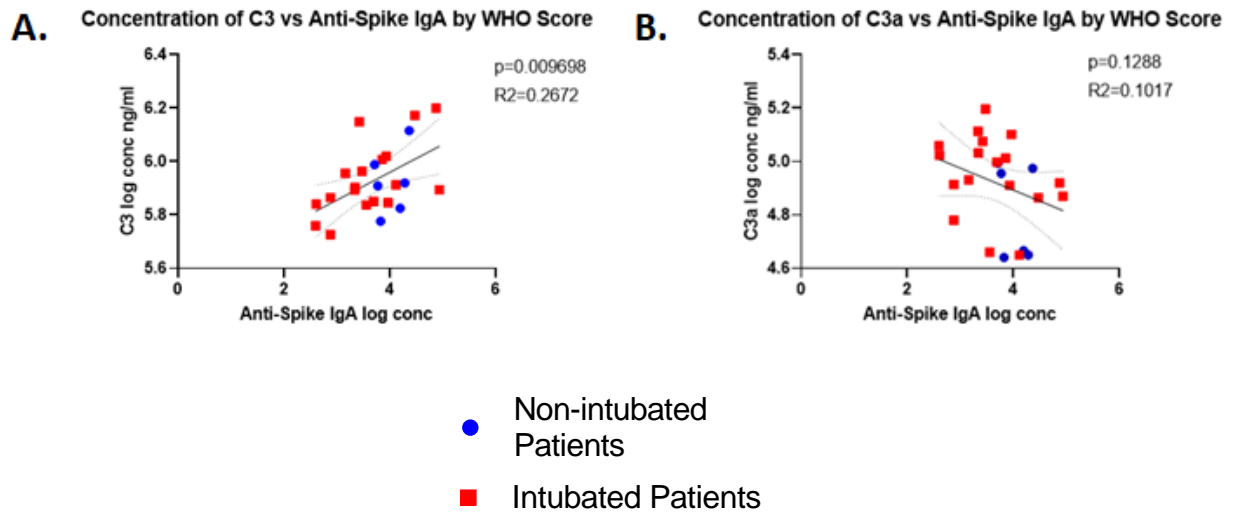 A.
Concentration of C3 vs Anti-Spike IgA by WHO Score
p=0.009698
R2=0.2672
C3 log conc ng/ml
6.4
6.2
6.0
5.8
5.6
0
2
4
6
Anti-Spike IgA log conc
B.
Concentration of C3a vs Anti-Spike IgA by WHO Score
p=0.1288
R2=0.1017
C3a log conc ng/ml
5.4
5.2
5.0
4.8
4.6
0
2
4
6
Anti-Spike IgA log conc
Non-intubated
Patients
Intubated Patients